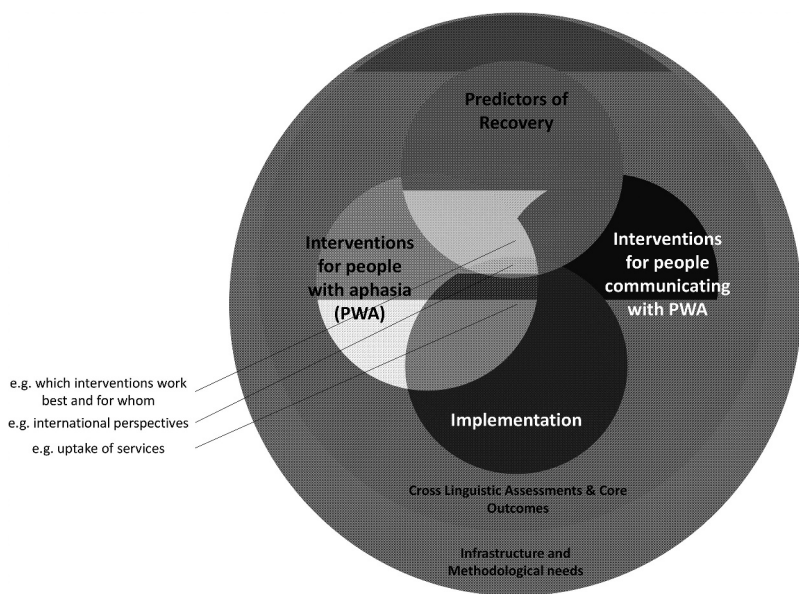 Predictors of
Recovery
Interventions
for people
with aphasia
(PWA)
Interventions
for people
communicating
with PWA
e.g. which interventions work
best and for whom
e.g. international perspectives
e.g. uptake of services
Implementation
Cross Linguistic Assessments & Core
Outcomes
Infrastructure and
Methodological needs